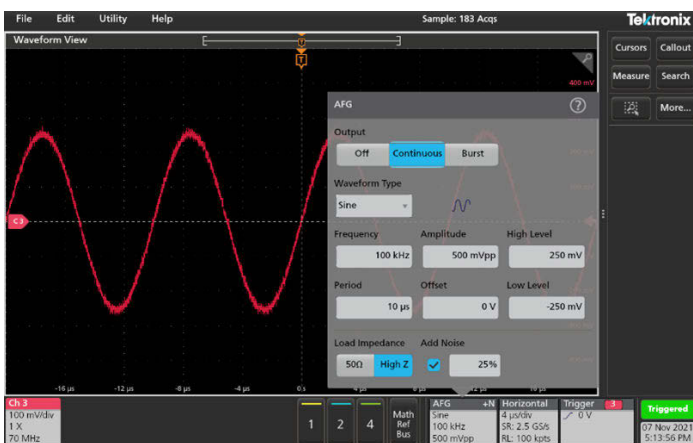 File Edit Utility Help Sample: 183 Acqs Tektronix
Waveform View
U
T
400 mV
Cursors Callout
Measure Search
More...
AFG ?
Output
Off Continuous Burst
Waveform Type
Sine
Frequency Amplitude High Level
100 kHz 500 mVpp 250 mV
Period Offset Low Level
10 µs 0 V -250 mV
Load Impedance Add Noise
50Ω High Z 25%
C 3
-16 µs -12 µs -8 µs -4 µs 0 s
Ch 3
100 mV/div
1 X
70 MHz
1 2 4
Math
Ref
Bus
AFG +N
Sine
100 kHz
500 mVpp
Horizontal
4 µs/div
SR: 2.5 GS/s
RL: 100 kpts
Trigger 3
0 V
Triggered
07 Nov 2021